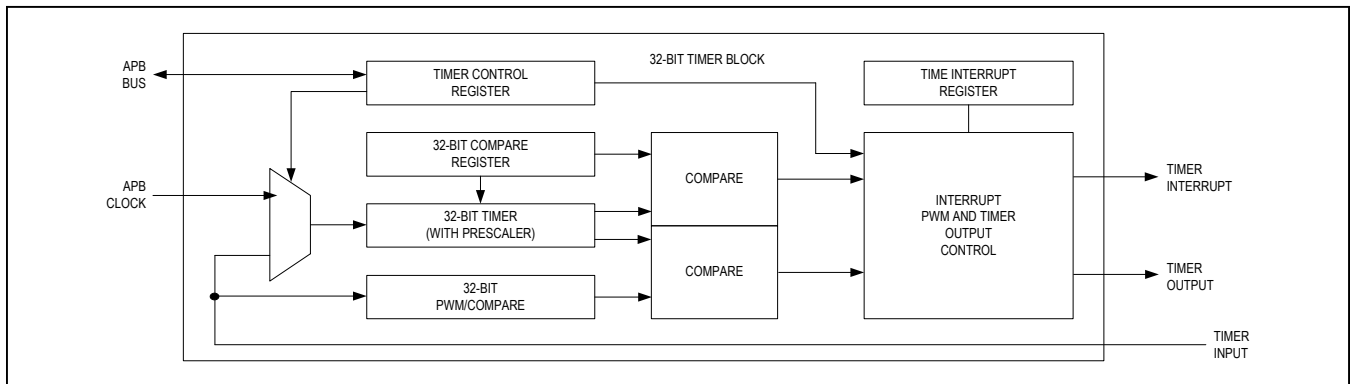 APB
BUS
TIMER CONTROL
REGISTER
32-BIT TIMER BLOCK
TIME INTERRUPT
REGISTER
32-BIT COMPARE
REGISTER
COMPARE
APB
CLOCK
32-BIT TIMER
(WITH PRESCALER)
INTERRUPT
PWM AND TIMER
OUTPUT
CONTROL
TIMER
INTERRUPT
COMPARE
32-BIT
PWM/COMPARE
TIMER
OUTPUT
TIMER
INPUT